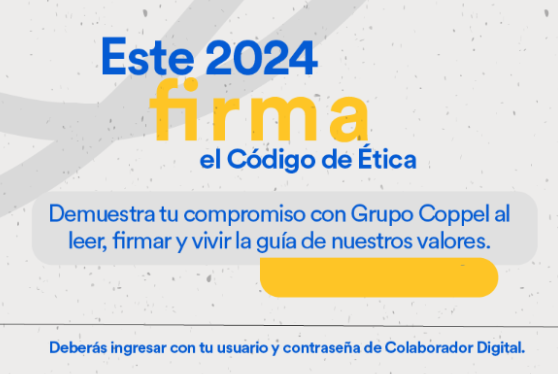 Este 2024
firma
el Código de Ética
Demuestra tu compromiso con Grupo Coppel al
leer, firmar y vivir la guía de nuestros valores.
Deberás ingresar con tu usuario y contraseña de Colaborador Digital.